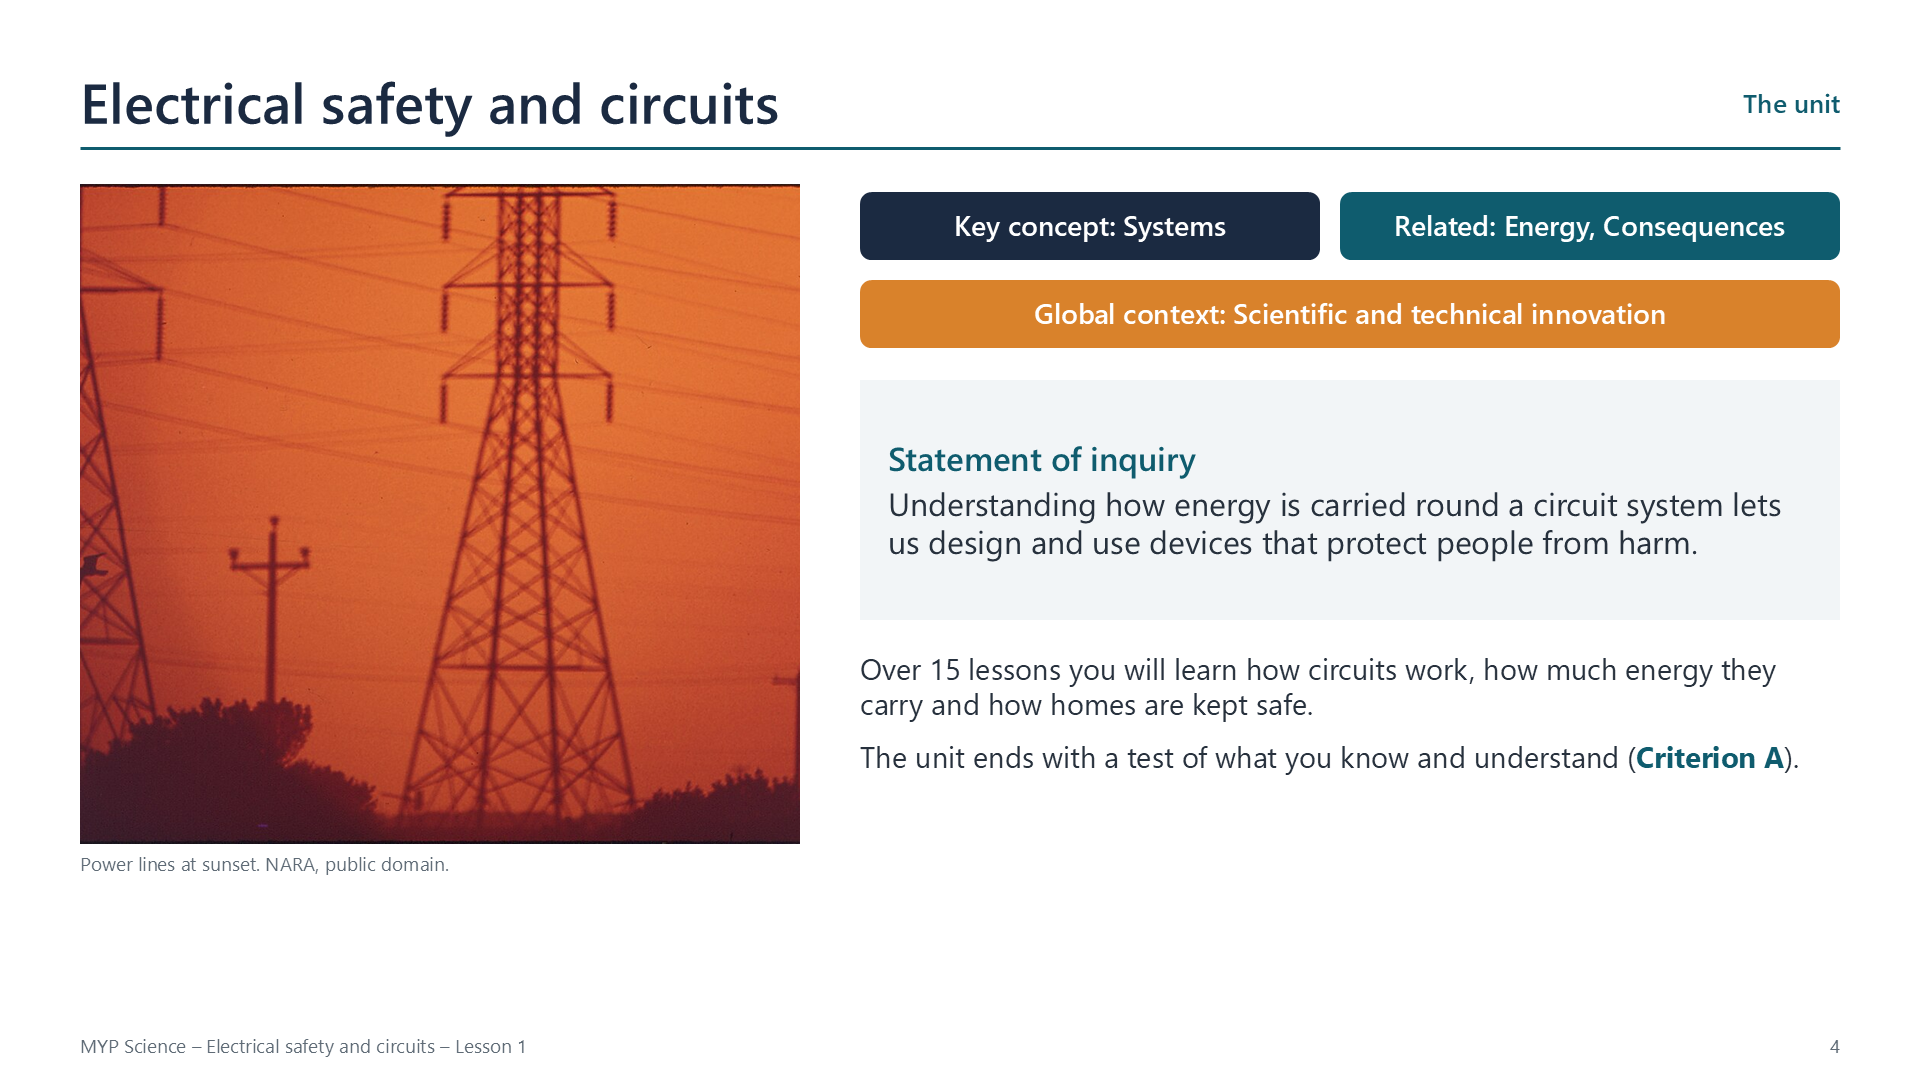 Electrical safety and circuits
The unit
Key concept: Systems
Related: Energy, Consequences
Global context: Scientific and technical innovation
Statement of inquiry
Understanding how energy is carried round a circuit system lets
us design and use devices that protect people from harm.
Over 15 lessons you will learn how circuits work, how much energy they
carry and how homes are kept safe.
The unit ends with a test of what you know and understand (Criterion A).
Power lines at sunset. NARA, public domain.
MYP Science – Electrical safety and circuits – Lesson 1
4